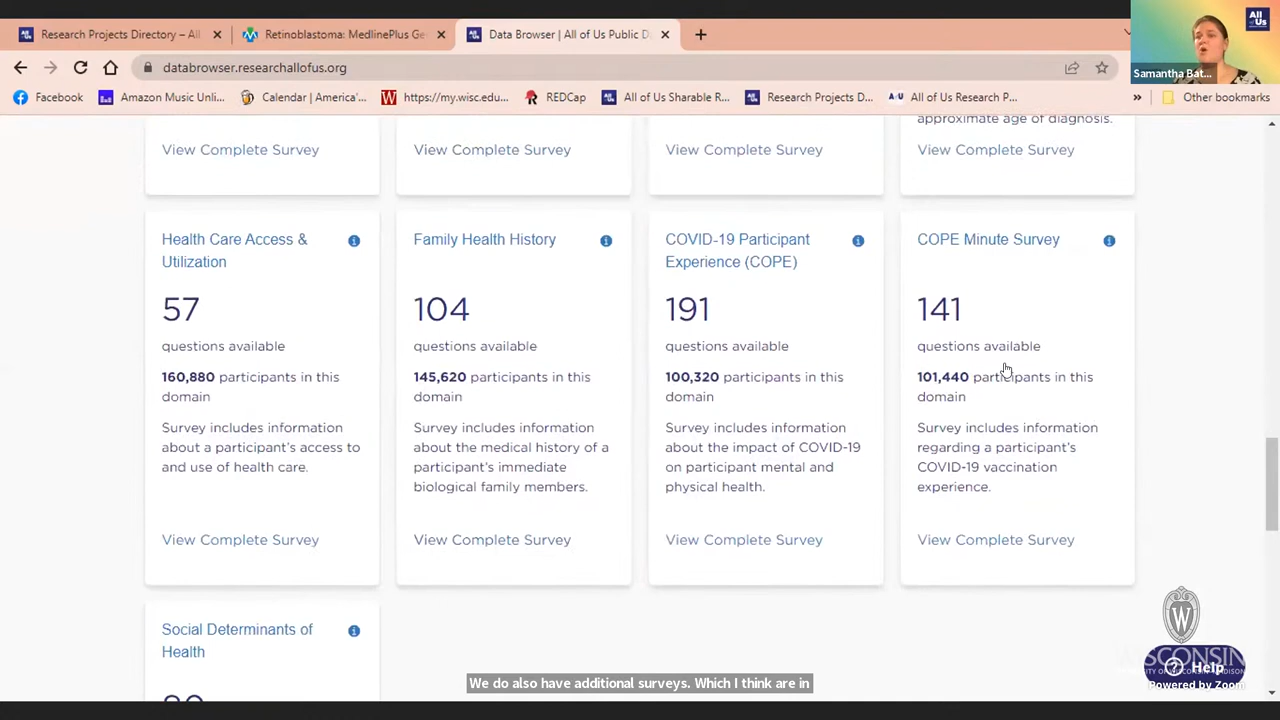 Research Projects Directory – Al
Retinoblastoma: MedlinePlus Ge
Data Browser | All of Us Public D
All of Us
Samantha Bat...
databrowser.researchallofus.org
Facebook
Amazon Music Unli...
Calendar | America'...
https://my.wisc.edu...
REDCap
All of Us Sharable R...
Research Projects D...
All of Us Research P...
»
Other bookmarks
approximate age of diagnosis.
View Complete Survey
View Complete Survey
View Complete Survey
View Complete Survey
Health Care Access &
Utilization
57
questions available
160,880 participants in this
domain
Survey includes information
about a participant's access to
and use of health care.
View Complete Survey
Family Health History
104
questions available
145,620 participants in this
domain
Survey includes information
about the medical history of a
participant's immediate
biological family members.
View Complete Survey
COVID-19 Participant
Experience (COPE)
191
questions available
100,320 participants in this
domain
Survey includes information
about the impact of COVID-19
on participant mental and
physical health.
View Complete Survey
COPE Minute Survey
141
questions available
101,440 participants in this
domain
Survey includes information
regarding a participant's
COVID-19 vaccination
experience.
View Complete Survey
Social Determinants of
Health
W
WISCONSIN
Help
Powered by Zoom
We do also have additional surveys. Which I think are in